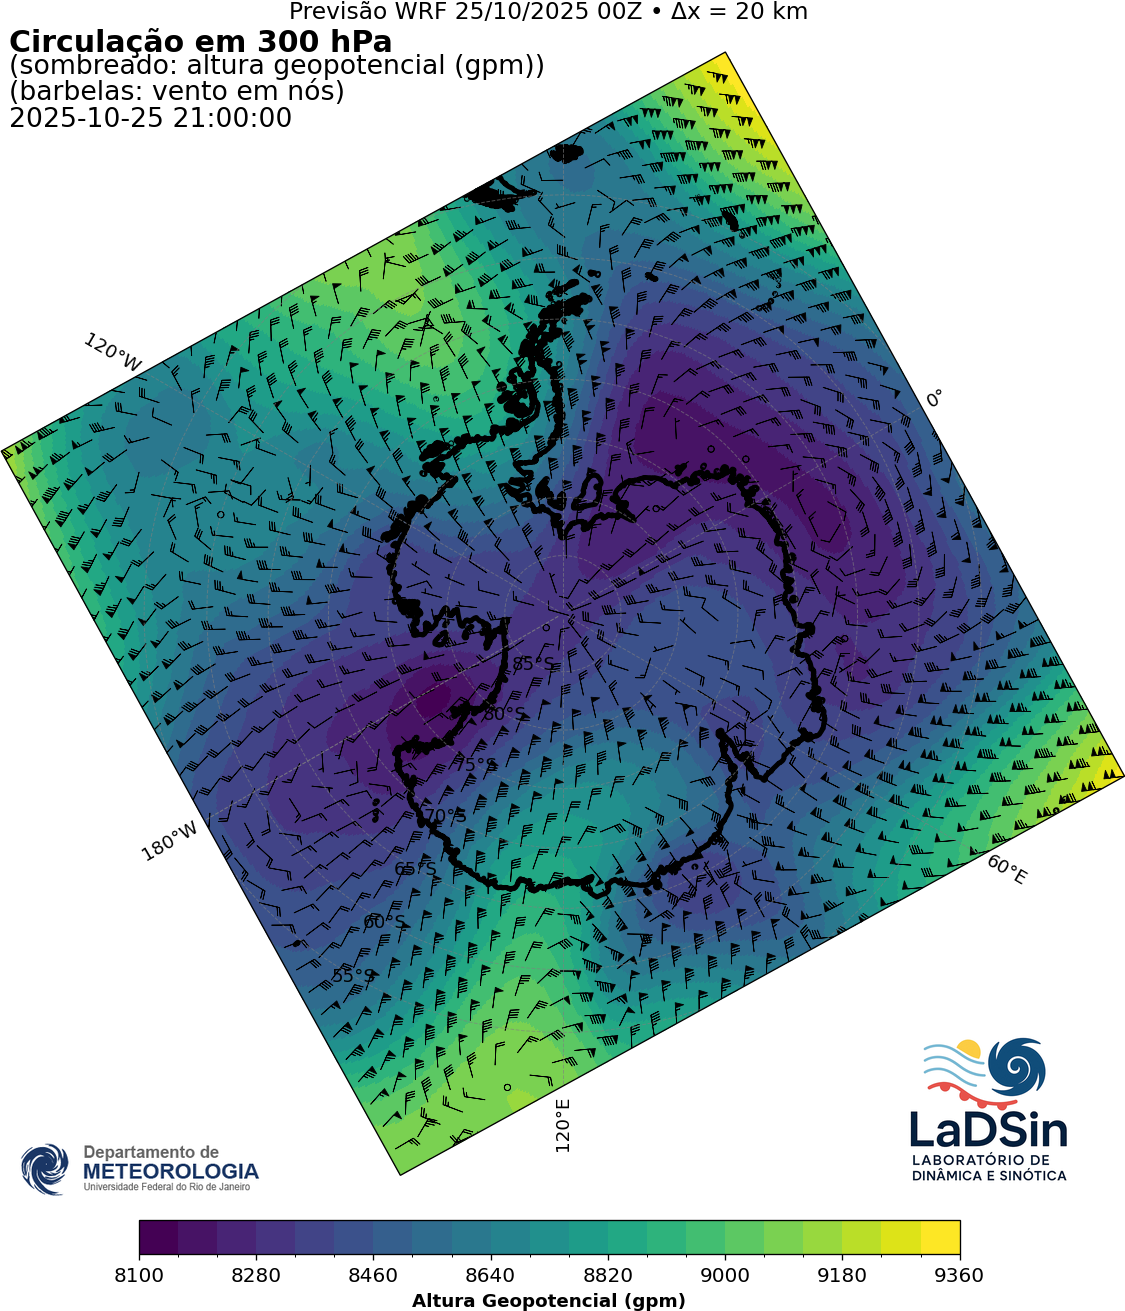 Previsão WRF 25/10/2025 00Z • Δx = 20 km
Circulação em 300 hPa
(sombreado: altura geopotencial (gpm))
(barbelas: vento em nós)
2025-10-25 21:00:00
120°W
0°
85°S
80°S
75°S
70°S
180°W
65°S
60°E
60°S
55°S
120°E
LaDSin
LABORATÓRIO DE
DINÂMICA E SINÓTICA
Departamento de
METEOROLOGIA
Universidade Federal do Rio de Janeiro
8100 8280 8460 8640 8820 9000 9180 9360
Altura Geopotencial (gpm)